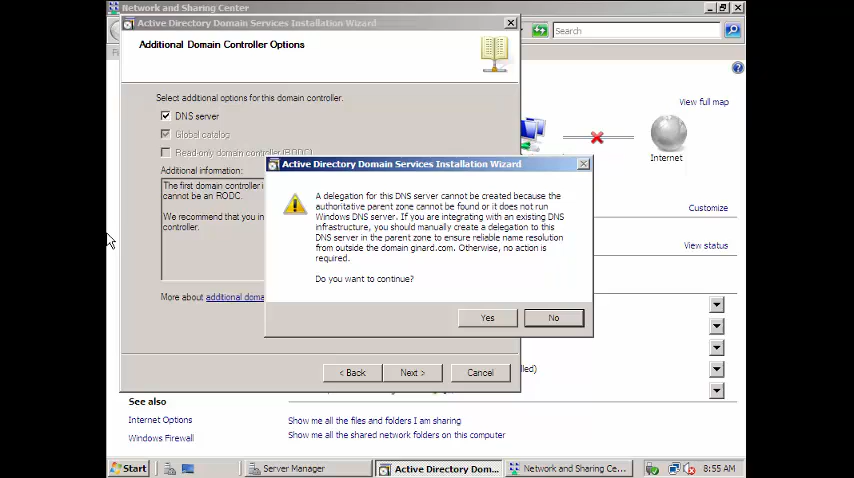 Network and Sharing Center
Active Directory Domain Services Installation Wizard
Additional Domain Controller Options
Search
Select additional options for this domain controller.
DNS server
Global catalog
Read-only domain controller (RODC)
Additional information:
The first domain controller i
cannot be an RODC.
We recommend that you in
controller.
More about additional doma
< Back
Next >
Cancel
Active Directory Domain Services Installation Wizard
A delegation for this DNS server cannot be created because the
authoritative parent zone cannot be found or it does not run
Windows DNS server. If you are integrating with an existing DNS
infrastructure, you should manually create a delegation to this
DNS server in the parent zone to ensure reliable name resolution
from outside the domain ginard.com. Otherwise, no action is
required.
Do you want to continue?
Yes
No
View full map
Internet
Customize
View status
lled)
See also
Internet Options
Windows Firewall
Show me all the files and folders I am sharing
Show me all the shared network folders on this computer
Start
Server Manager
Active Directory Dom...
Network and Sharing Ce...
8:55 AM